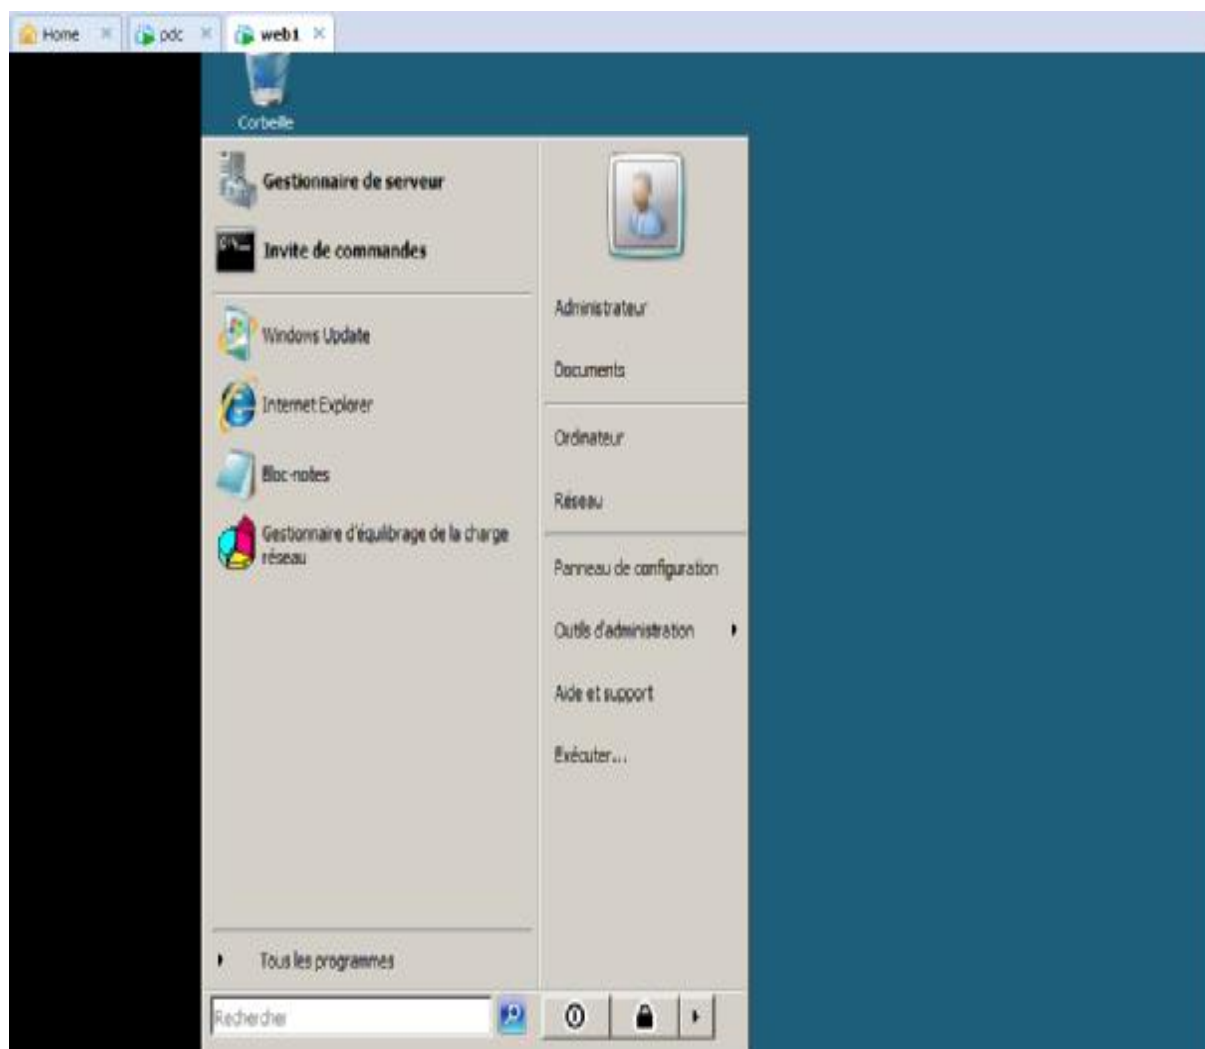 Home
pdc
web1
Corbeille
Gestionnaire de serveur
Invite de commandes
Windows Update
Internet Explorer
Bloc-notes
Gestionnaire d'équilibrage de la charge
réseau
Tous les programmes
Rechercher
Administrateur
Documents
Ordinateur
Réseau
Panneau de configuration
Outils d'administration
Aide et support
Exécuter...